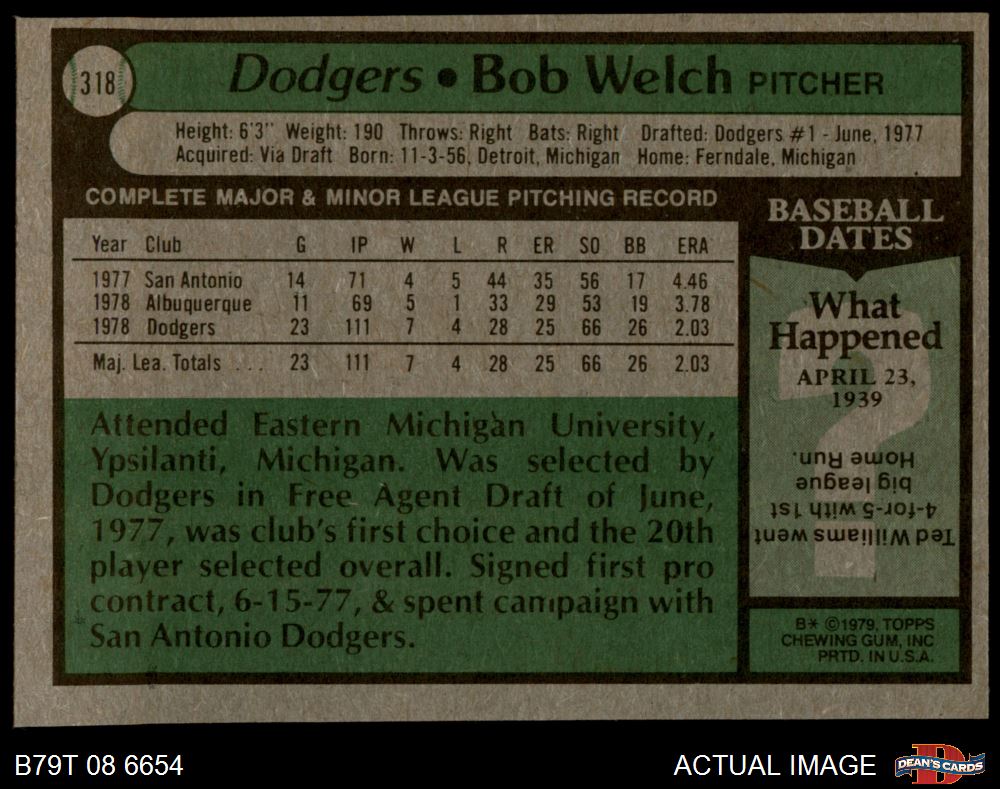 318
Dodgers • Bob Welch PITCHER
Height: 6'3" Weight: 190 Throws: Right Bats: Right Drafted: Dodgers #1 - June, 1977
Acquired: Via Draft Born: 11-3-56, Detroit, Michigan Home: Ferndale, Michigan
COMPLETE MAJOR & MINOR LEAGUE PITCHING RECORD
Year Club G IP W L R ER SO BB ERA
1977 San Antonio 14 71 4 5 44 35 56 17 4.46
1978 Albuquerque 11 69 5 1 33 29 53 19 3.78
1978 Dodgers 23 111 7 4 28 25 66 26 2.03
Maj. Lea. Totals ... 23 111 7 4 28 25 66 26 2.03
Attended Eastern Michigan University,
Ypsilanti, Michigan. Was selected by
Dodgers in Free Agent Draft of June,
1977, was club's first choice and the 20th
player selected overall. Signed first pro
contract, 6-15-77, & spent campaign with
San Antonio Dodgers.
BASEBALL
DATES
What
Happened
APRIL 23,
1939
?
Ted Williams went
4-for-5 with 1st
big league
Home Run.
B* ©1979. TOPPS
CHEWING GUM, INC
PRTD. IN U.S.A.
B79T 08 6654
ACTUAL IMAGE
D
DEAN'S CARDS